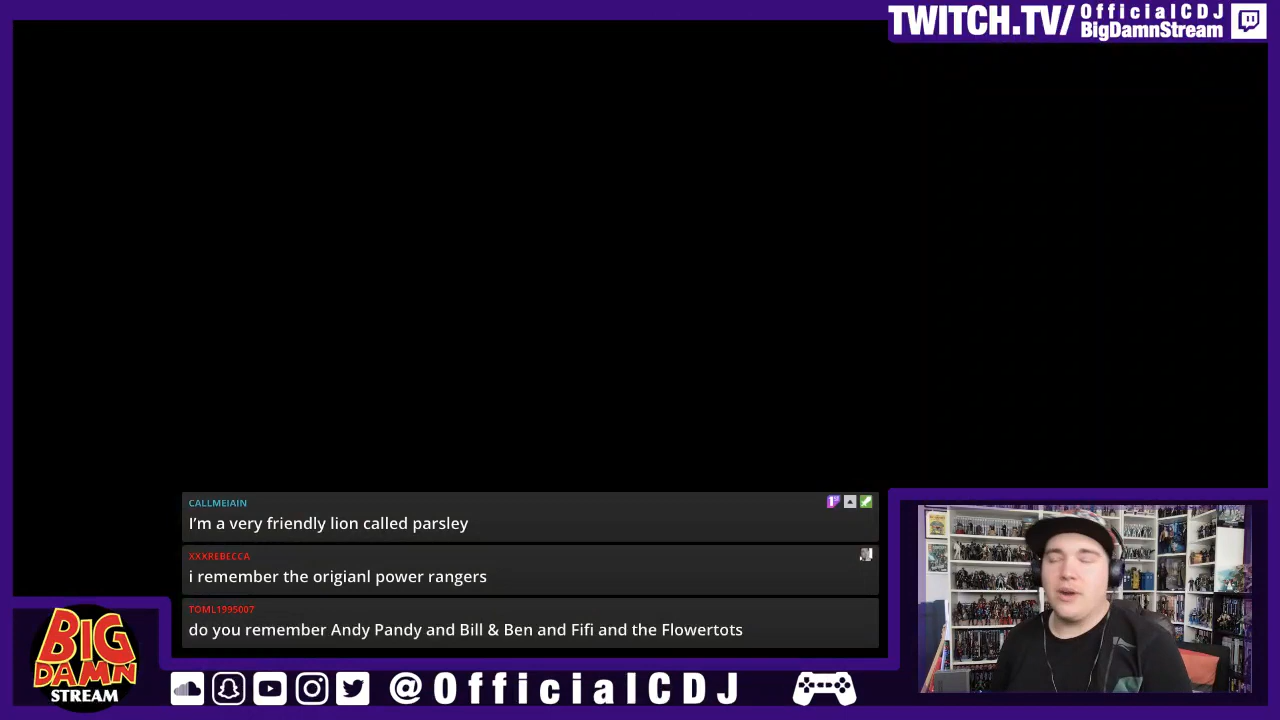 TWITCH.TV/ OfficialCDJ
BigDamnStream
CALLMEIAIN
I'm a very friendly lion called parsley
XXXREBECCA
i remember the origianl power rangers
TOML1995007
do you remember Andy Pandy and Bill & Ben and Fifi and the Flowertots
BIG
DAMN
STREAM
@OfficialCDJ